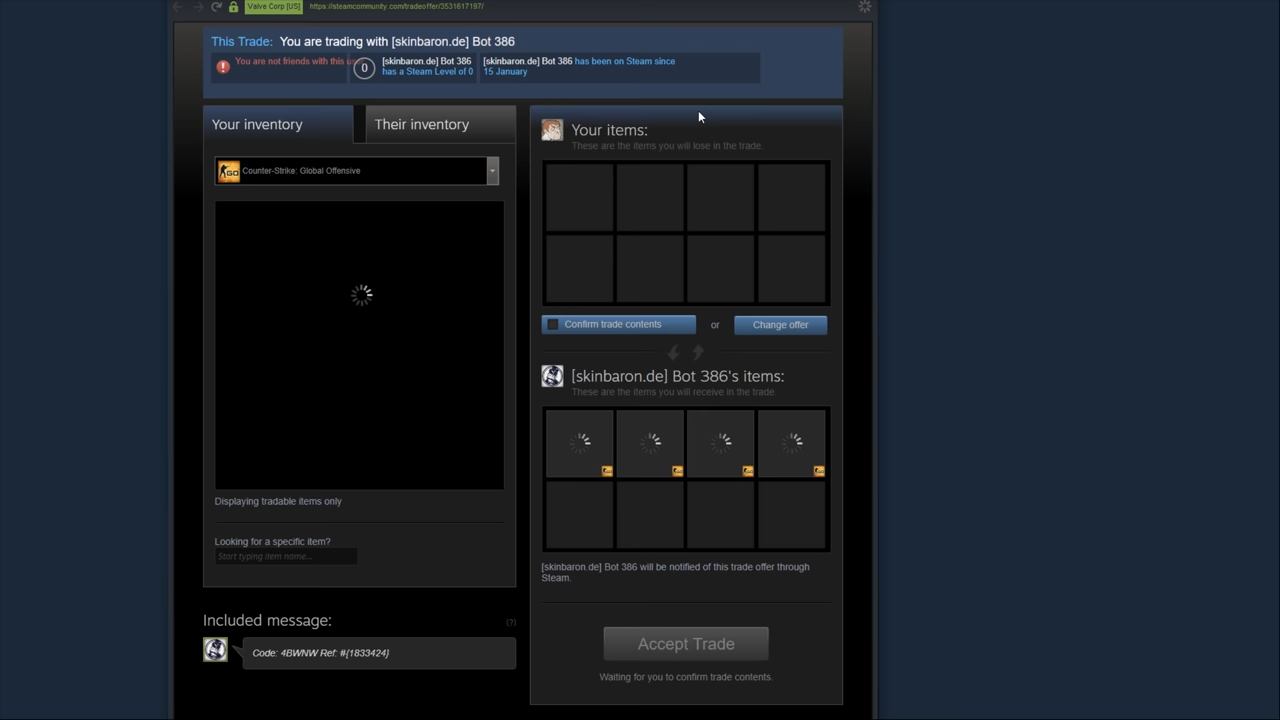 Valve Corp [US] https://steamcommunity.com/tradeoffer/3531617197/
This Trade: You are trading with [skinbaron.de] Bot 386
You are not friends with this
0
[skinbaron.de] Bot 386
has a Steam Level of 0
[skinbaron.de] Bot 386 has been on Steam since
15 January
Your inventory
Their inventory
GO Counter-Strike: Global Offensive
Displaying tradable items only
Looking for a specific item?
Start typing item name...
Included message:
(?)
Code: 4BWNW Ref: #{1833424}
Your items:
These are the items you will lose in the trade.
Confirm trade contents or Change offer
[skinbaron.de] Bot 386's items:
These are the items you will receive in the trade.
GO GO GO GO
[skinbaron.de] Bot 386 will be notified of this trade offer through
Steam.
Accept Trade
Waiting for you to confirm trade contents.